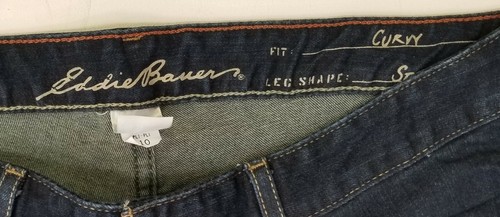 Eddie Bauer®
FIT: CURVY
LEG SHAPE: ST
10